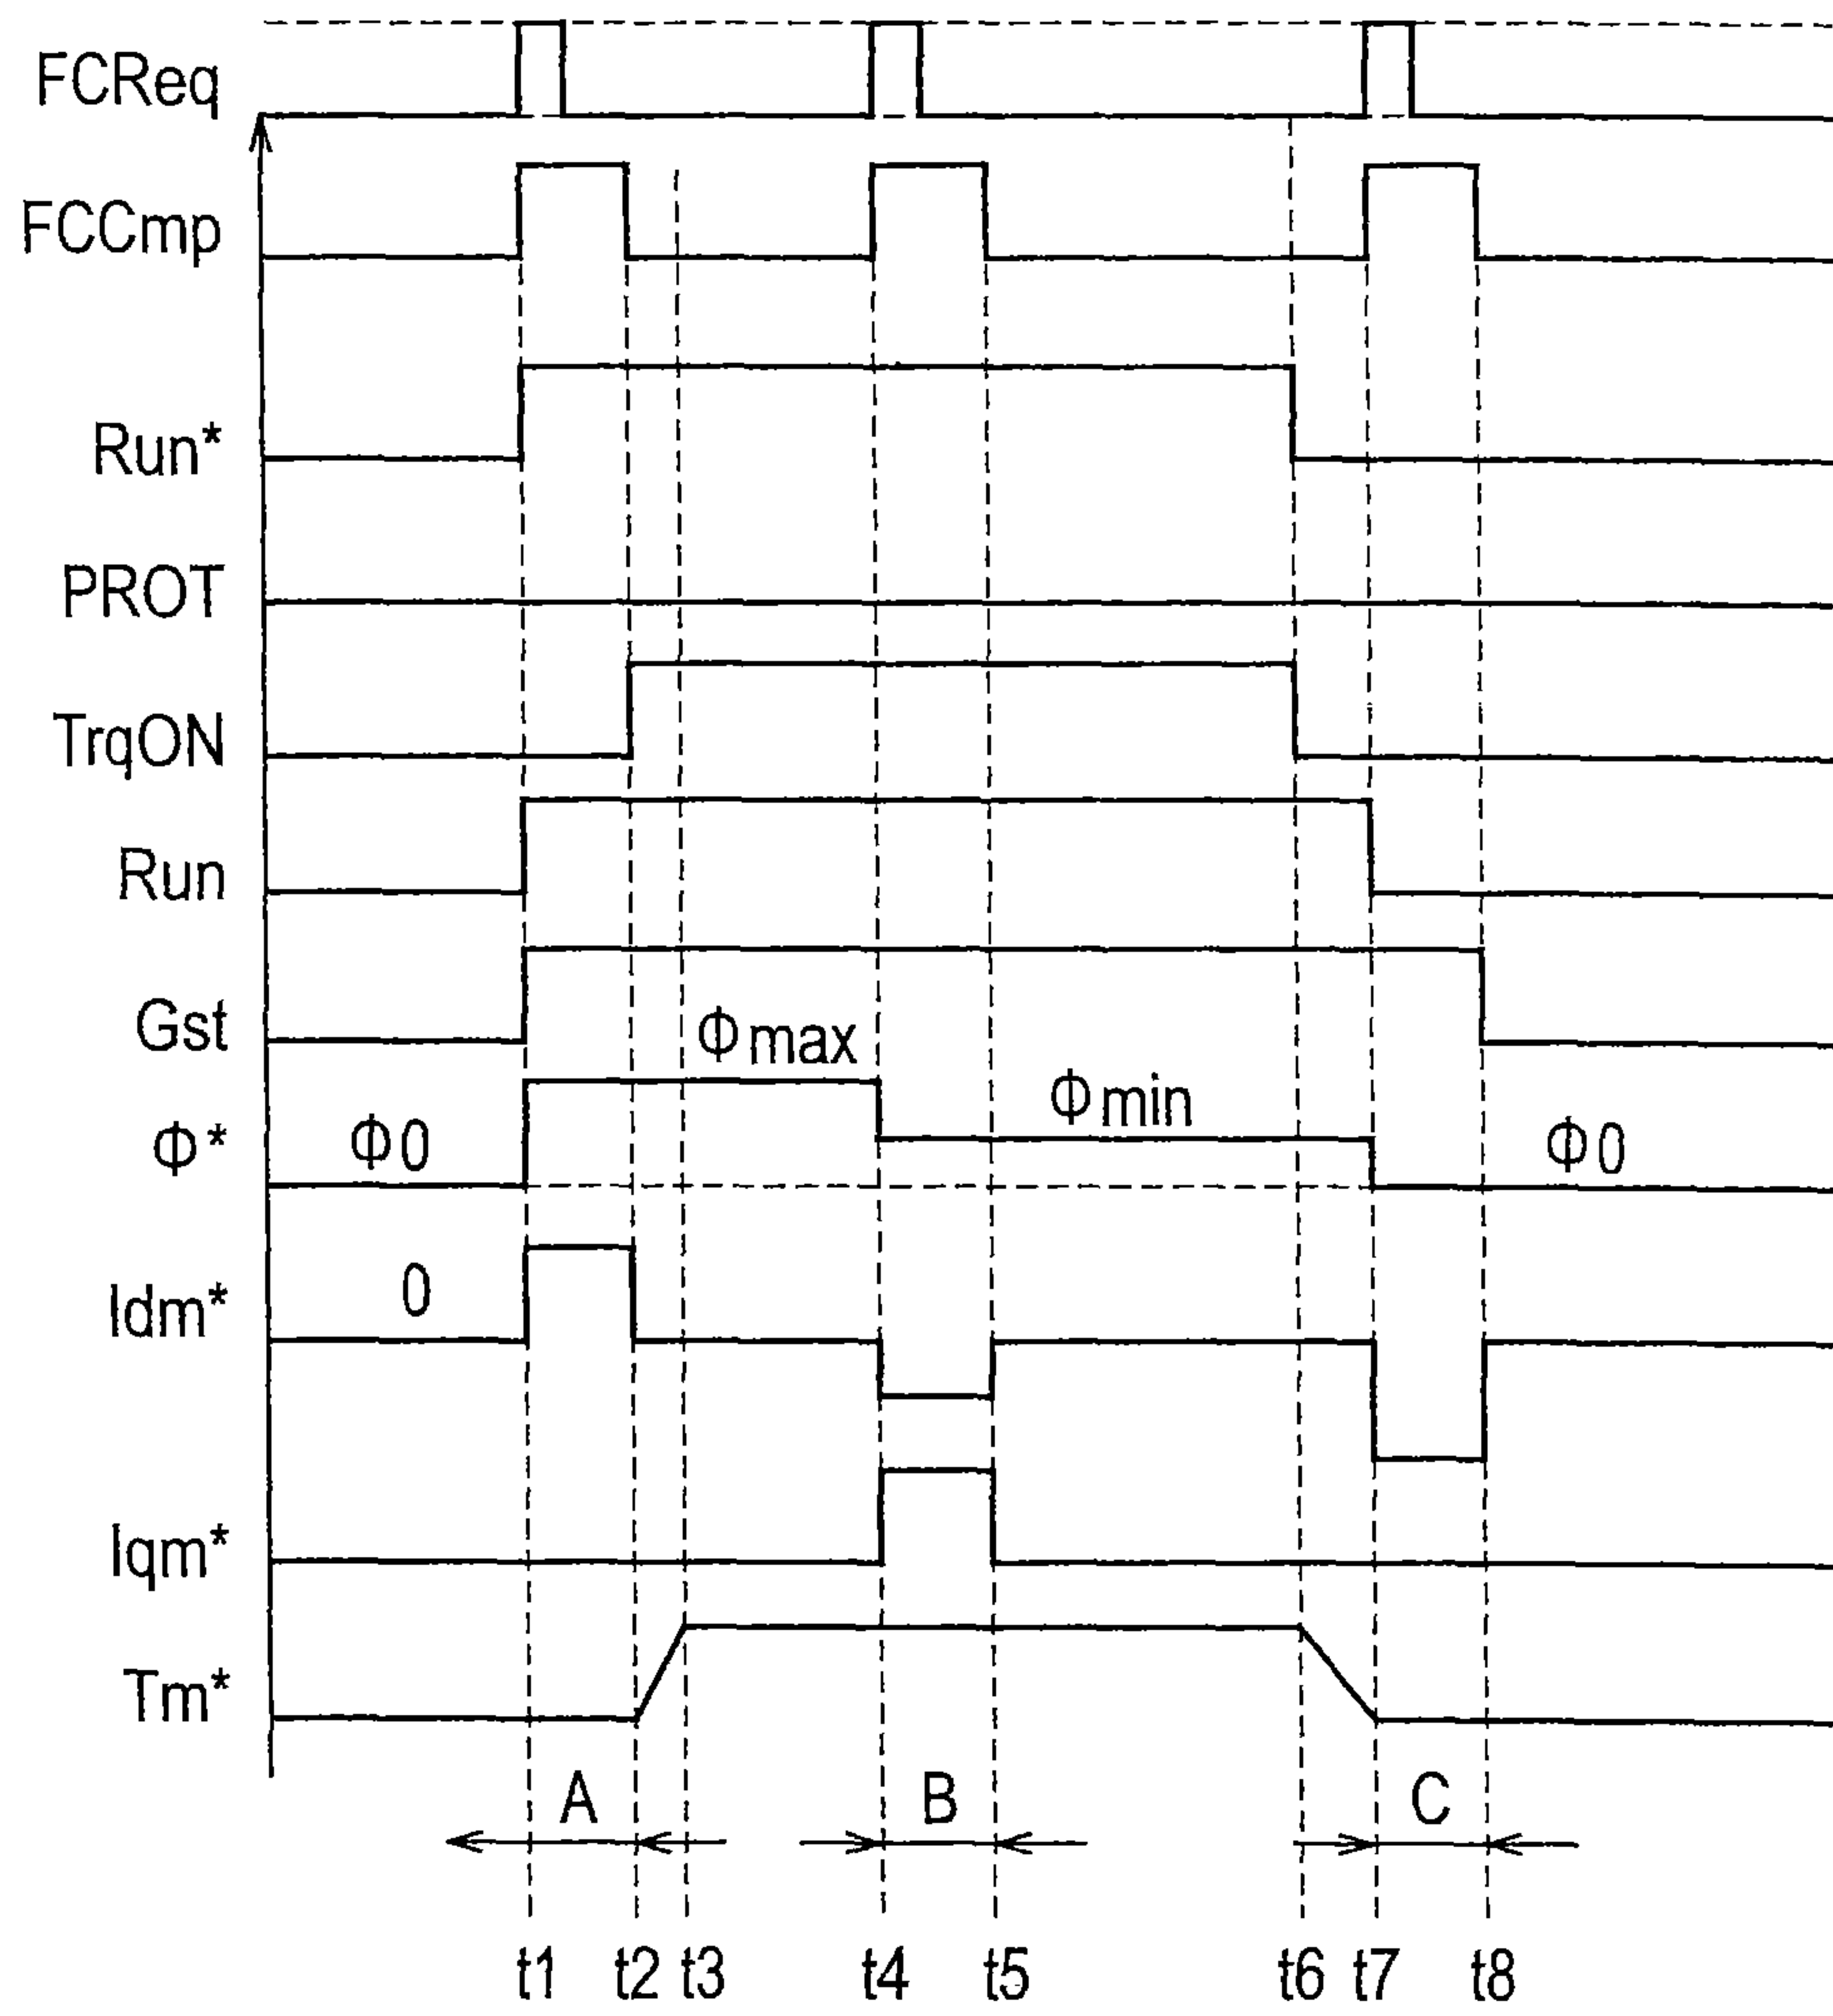 FCReq
FCCmp
Run*
PROT
TrqON
Run
Gst
Φmax
Φmin
Φ* Φ0 Φ0
0
Idm*
Iqm*
Tm*
A B C
t1 t2 t3 t4 t5 t6 t7 t8